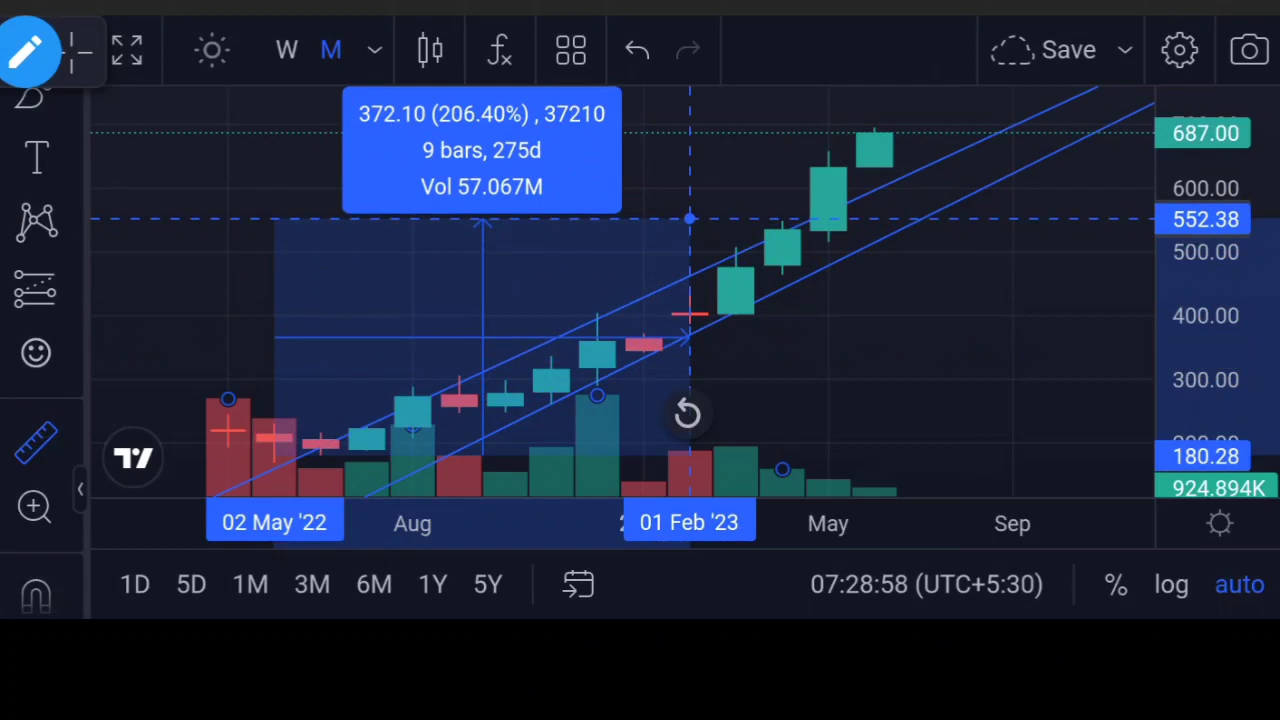 W M Save
372.10 (206.40%) , 37210
9 bars, 275d
Vol 57.067M
687.00
600.00
552.38
500.00
400.00
300.00
180.28
924.894K
02 May '22 Aug 01 Feb '23 May Sep
1D 5D 1M 3M 6M 1Y 5Y 07:28:58 (UTC+5:30) % log auto